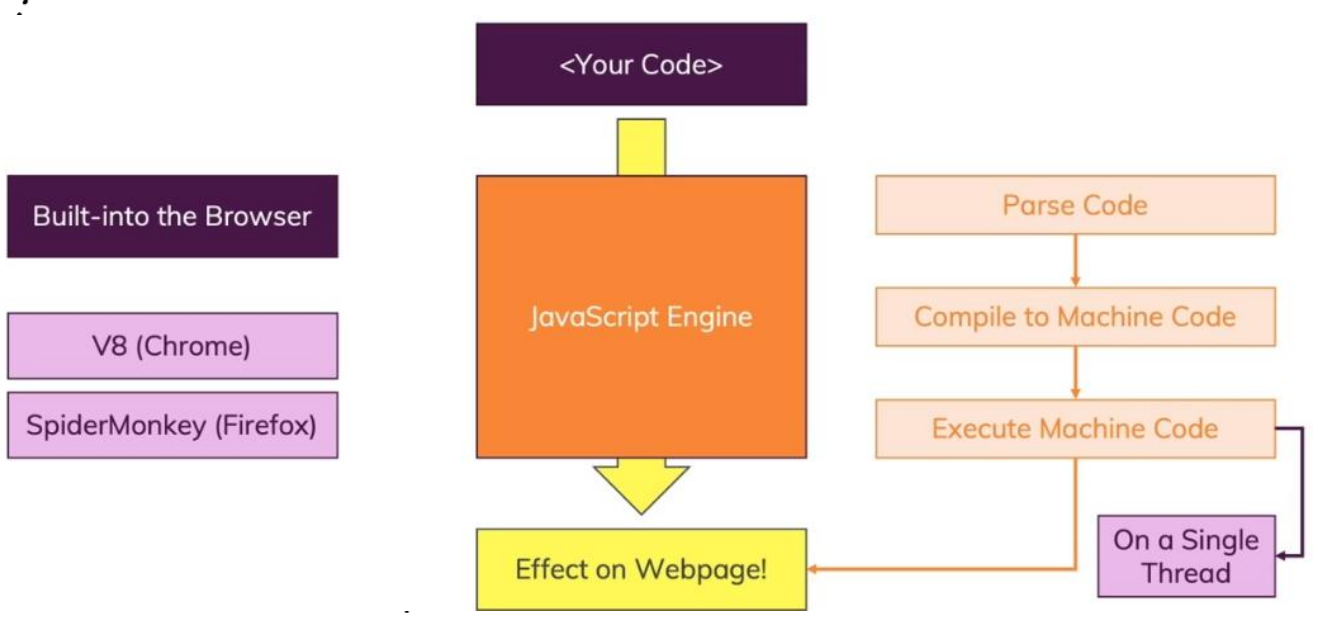 <Your Code>
Built-into the Browser
V8 (Chrome)
SpiderMonkey (Firefox)
JavaScript Engine
Parse Code
Compile to Machine Code
Execute Machine Code
On a Single
Thread
Effect on Webpage!